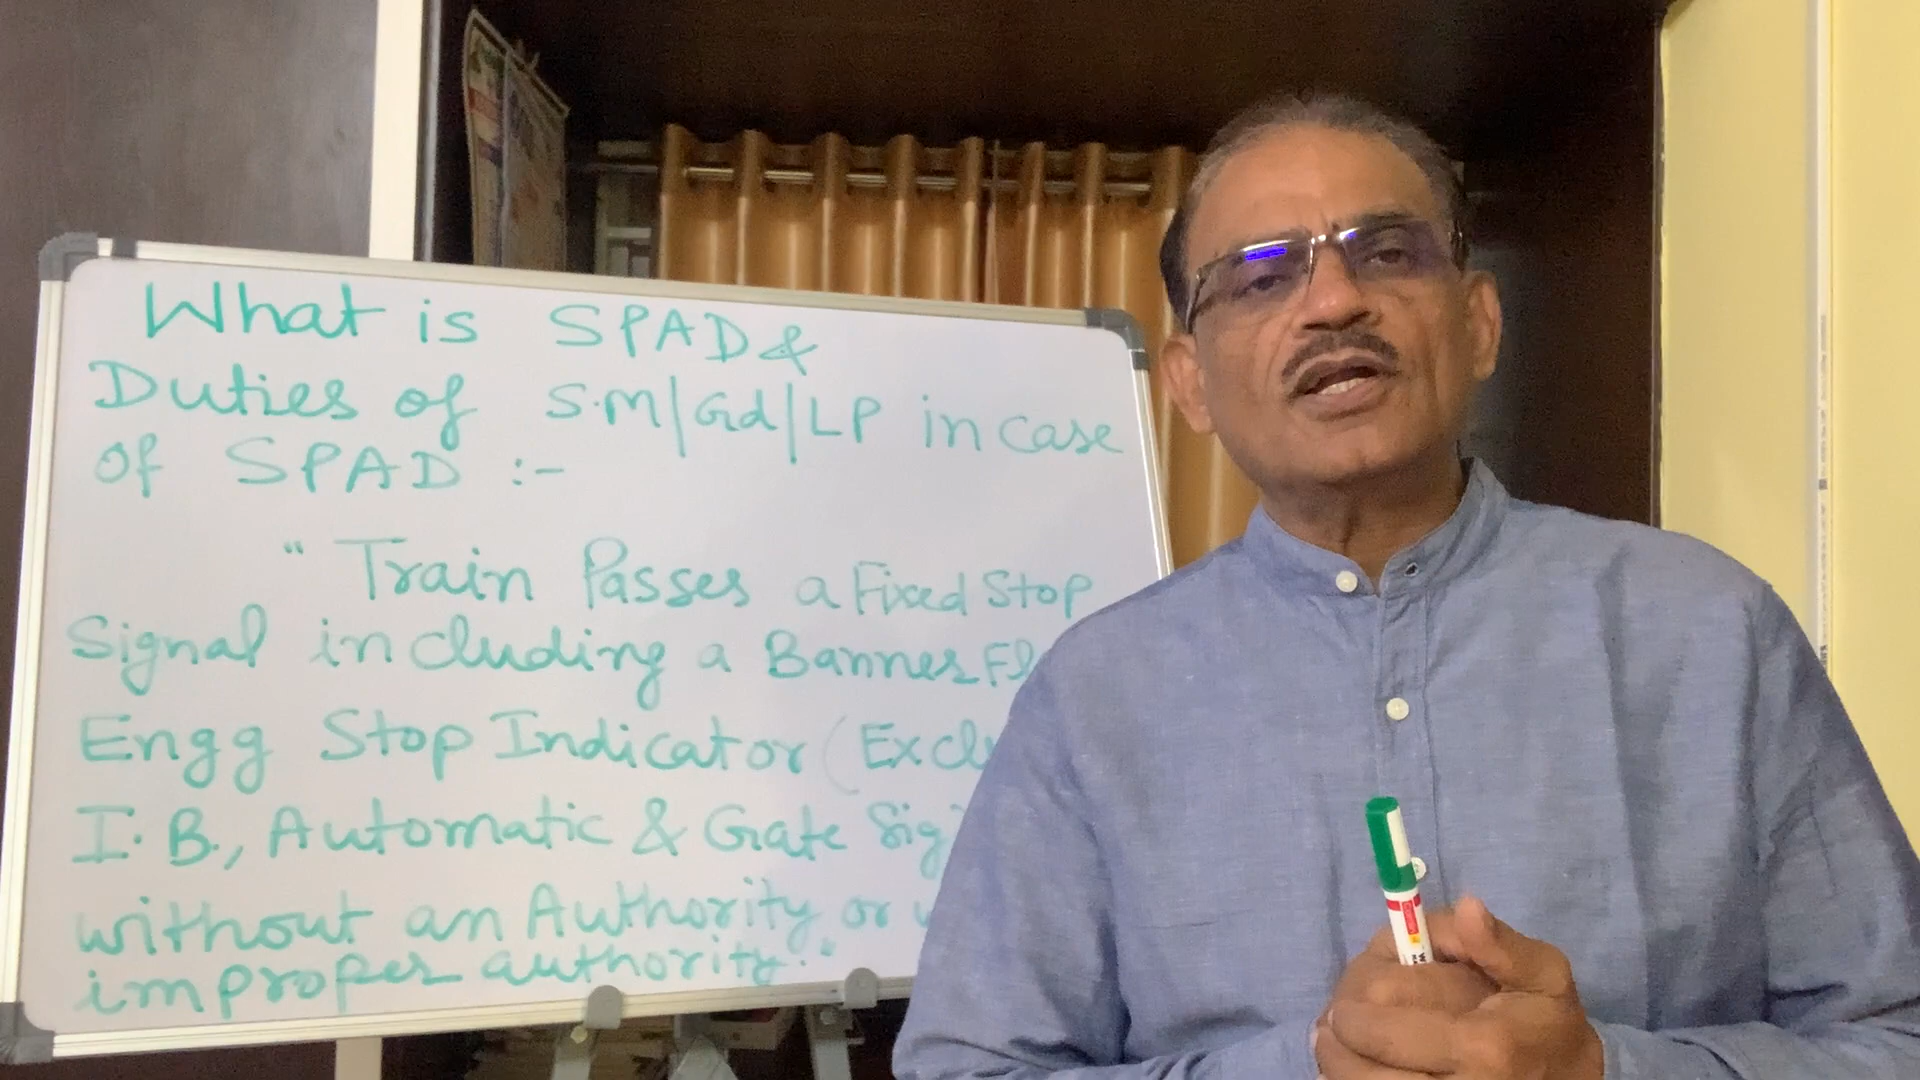 What is SPAD &
Duties of S.M/Gd/LP in case
of SPAD :-
" Train Passes a Fixed Stop
Signal including a Banner
Engg Stop Indicator (
I.B., Automatic & Gate
without an Authority or
improper authority."